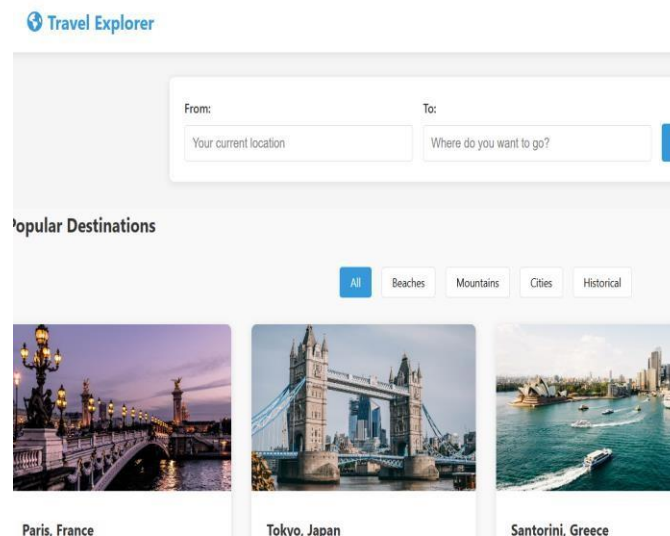 Travel Explorer
From: To:
Your current location Where do you want to go?
Popular Destinations
All Beaches Mountains Cities Historical
Paris, France Tokyo, Japan Santorini, Greece